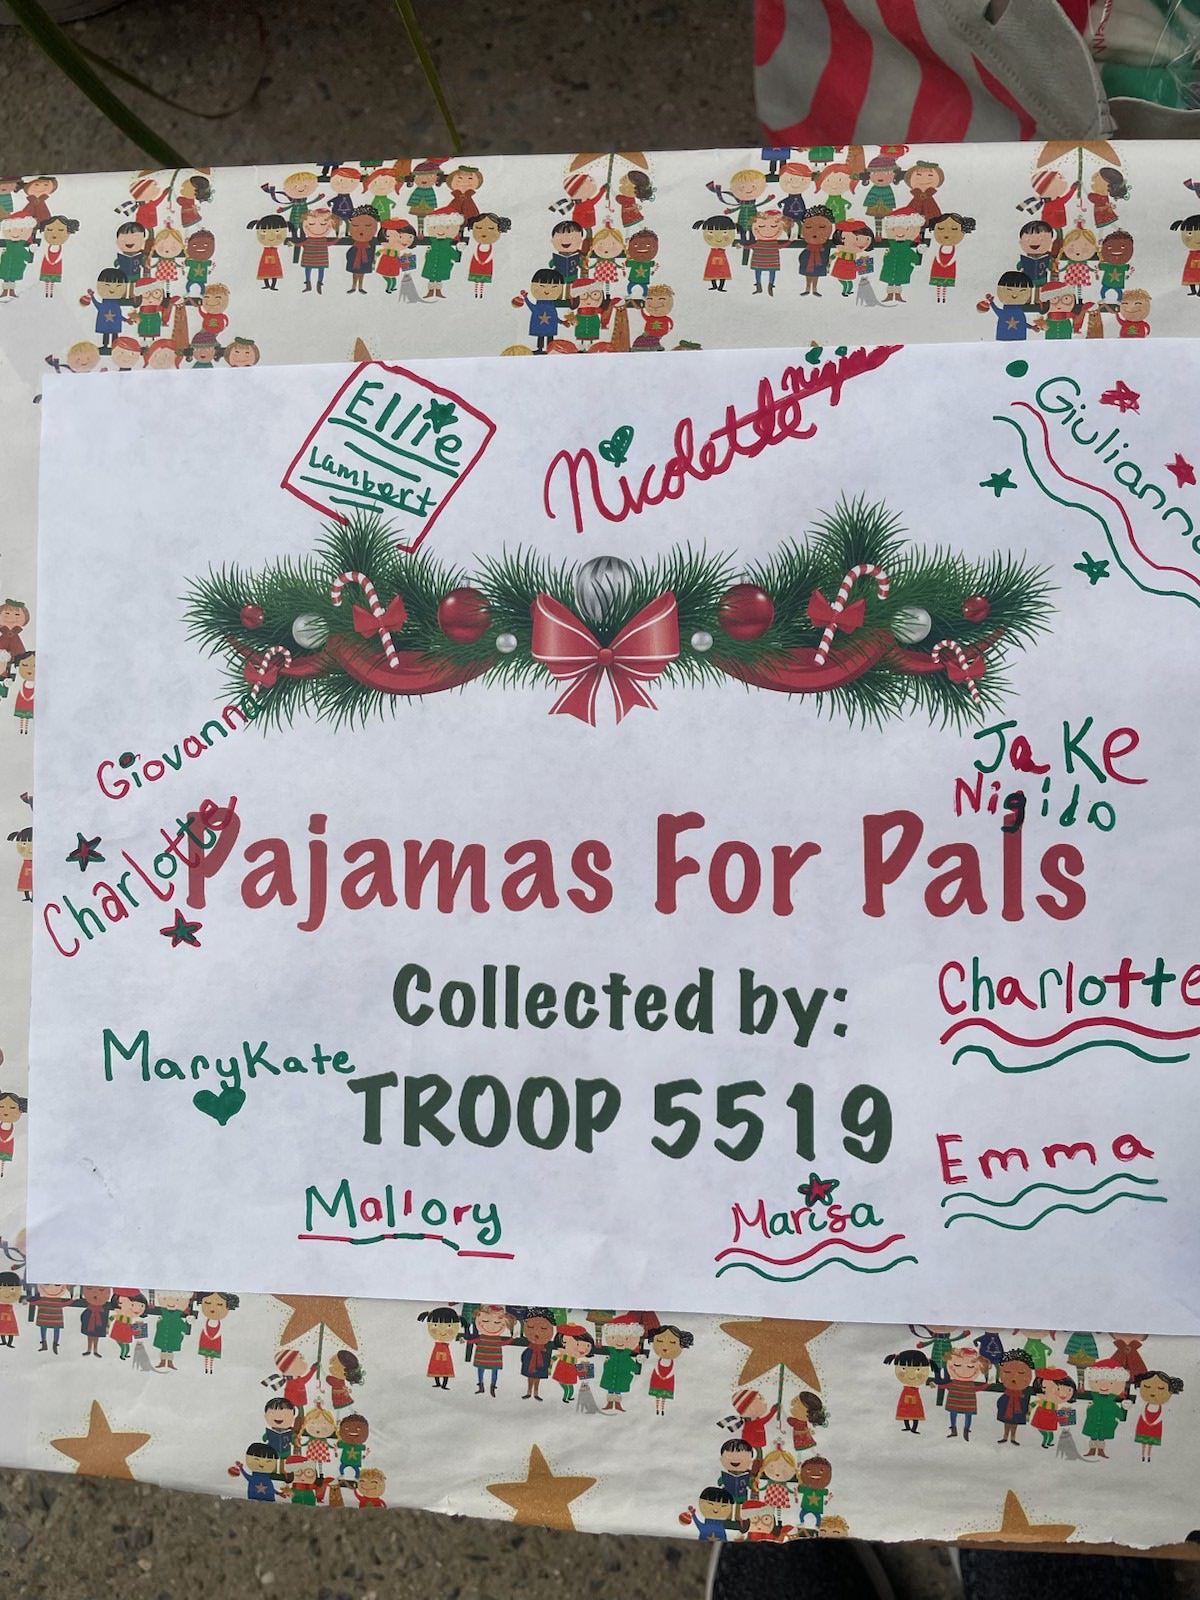 Ellie
Lambert
Nicolette
Giulianna
Giovanna
Jake
Nigido
Charlotte
Pajamas For Pals
Collected by:
Charlotte
MaryKate
TROOP 5519
Emma
Mallory
Marisa